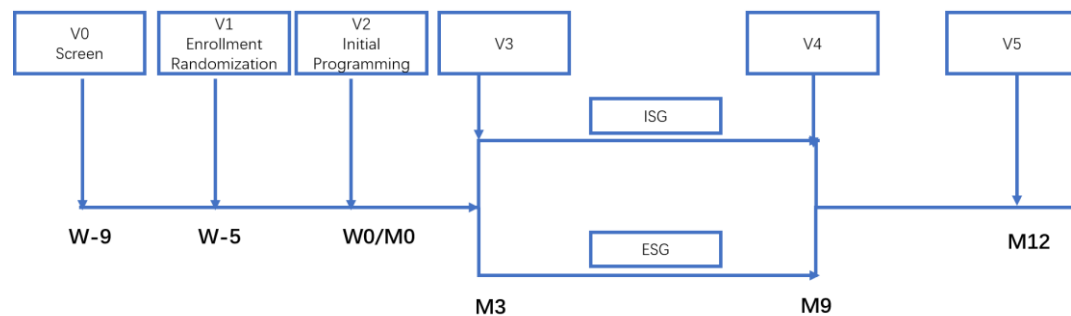 V0
Screen
V1
Enrollment
Randomization
V2
Initial
Programming
V3
V4
V5
ISG
W-9
W-5
W0/M0
ESG
M12
M3
M9